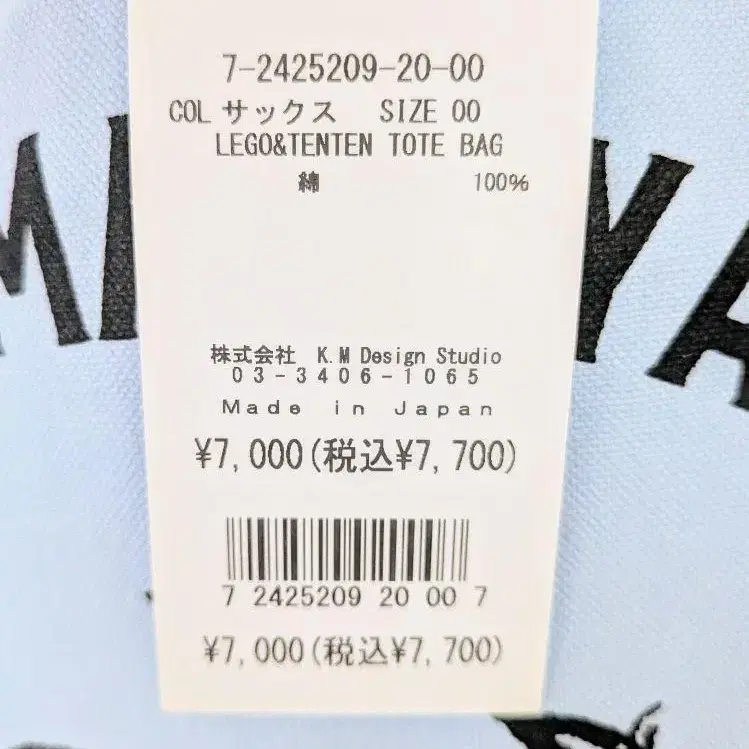 7-2425209-20-00
COL サックス SIZE 00
LEGO&TENTEN TOTE BAG
綿 100%
MI YA
株式会社 K.M Design Studio
03-3406-1065
Made in Japan
¥7,000(税込¥7,700)
7 2425209 20 00 7
¥7,000(税込¥7,700)